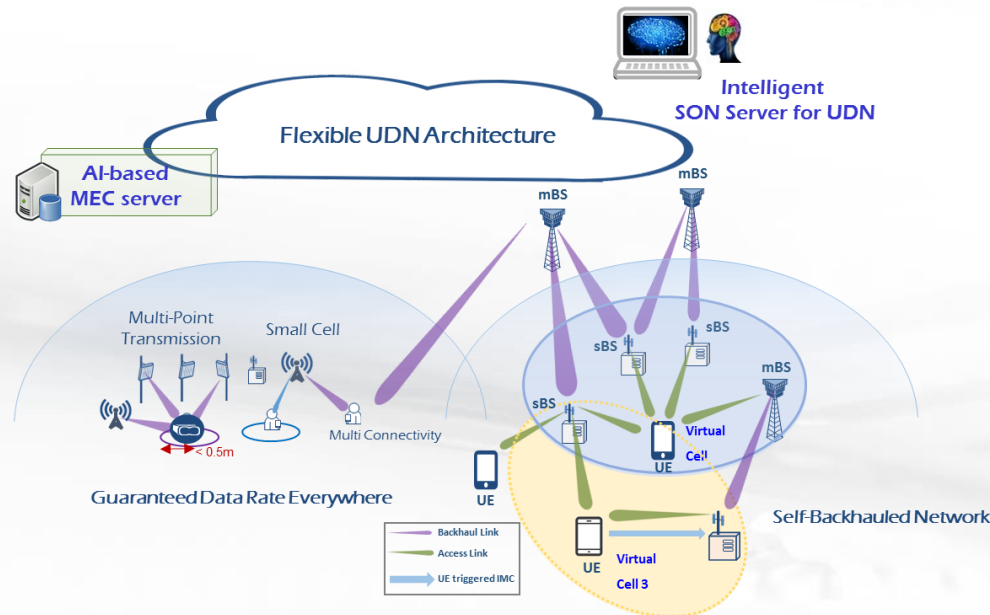 Intelligent
SON Server for UDN
Flexible UDN Architecture
AI-based
MEC server
mBS
mBS
Multi-Point
Transmission
Small Cell
sBS
sBS
mBS
sBS
Multi Connectivity
< 0.5m
UE
Virtual
Cell
UE
Guaranteed Data Rate Everywhere
Self-Backhauled Network
Backhaul Link
Access Link
UE triggered IMC
UE
Virtual
Cell 3